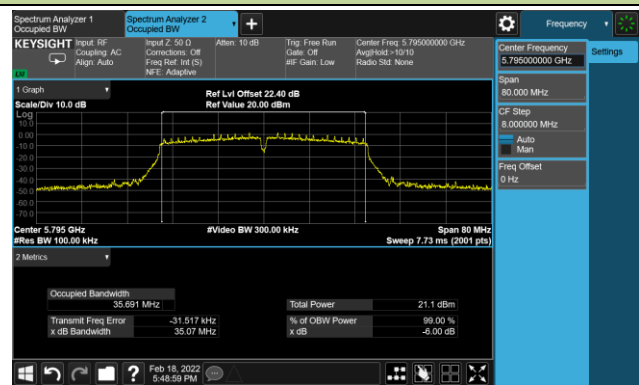 Spectrum Analyzer 1
Occupied BW
Spectrum Analyzer 2
Occupied BW
Frequency
KEYSIGHT
Input: RF
Coupling: AC
Align: Auto
Input Z: 50 Ω
Corrections: Off
Freq Ref: Int (S)
NFE: Adaptive
Atten: 10 dB
Trig: Free Run
Gate: Off
#IF Gain: Low
Center Freq: 5.795000000 GHz
Avg|Hold:>10/10
Radio Std: None
Center Frequency
5.795000000 GHz
Settings
Span
80.000 MHz
CF Step
8.000000 MHz
Auto
Man
Freq Offset
0 Hz
1 Graph
Scale/Div 10.0 dB
Ref Lvl Offset 22.40 dB
Ref Value 20.00 dBm
Log
10.0
0.00
-10.0
-20.0
-30.0
-40.0
-50.0
-60.0
-70.0
Center 5.795 GHz
#Res BW 100.00 kHz
#Video BW 300.00 kHz
Span 80 MHz
Sweep 7.73 ms (2001 pts)
2 Metrics
Occupied Bandwidth
35.691 MHz
Total Power 21.1 dBm
Transmit Freq Error -31.517 kHz
% of OBW Power 99.00 %
x dB Bandwidth 35.07 MHz
x dB -6.00 dB
Feb 18, 2022
5:48:59 PM